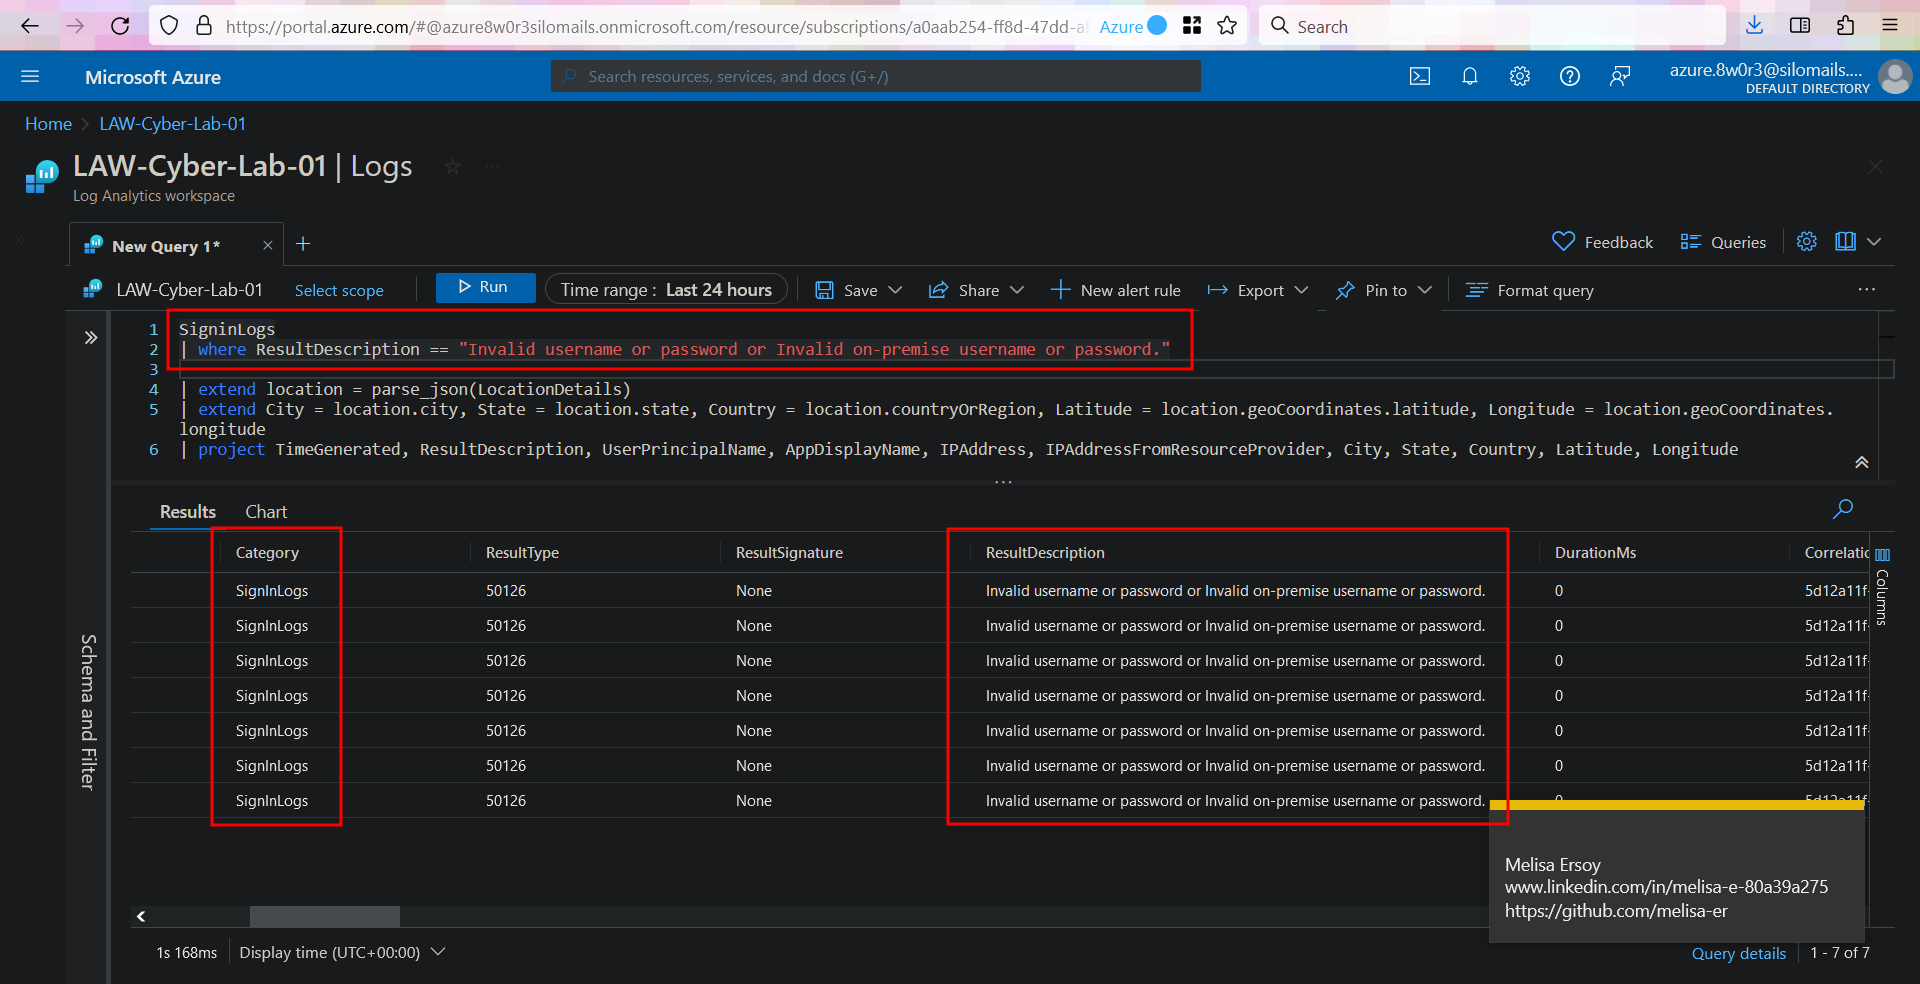 https://portal.azure.com/#@azure8w0r3silomails.onmicrosoft.com/resource/subscriptions/a0aab254-ff8d-47dd-a
Azure
Search
Microsoft Azure
Search resources, services, and docs (G+/)
azure.8w0r3@silomails....
DEFAULT DIRECTORY
Home > LAW-Cyber-Lab-01
LAW-Cyber-Lab-01 | Logs
Log Analytics workspace
New Query 1*
Feedback
Queries
LAW-Cyber-Lab-01
Select scope
Run
Time range : Last 24 hours
Save
Share
New alert rule
Export
Pin to
Format query
1 SigninLogs
2 | where ResultDescription == "Invalid username or password or Invalid on-premise username or password."
3
4 | extend location = parse_json(LocationDetails)
5 | extend City = location.city, State = location.state, Country = location.countryOrRegion, Latitude = location.geoCoordinates.latitude, Longitude = location.geoCoordinates.
longitude
6 | project TimeGenerated, ResultDescription, UserPrincipalName, AppDisplayName, IPAddress, IPAddressFromResourceProvider, City, State, Country, Latitude, Longitude
Results Chart
Category ResultType ResultSignature ResultDescription DurationMs Correlatio
SignInLogs 50126 None Invalid username or password or Invalid on-premise username or password. 0 5d12a11f-
SignInLogs 50126 None Invalid username or password or Invalid on-premise username or password. 0 5d12a11f-
SignInLogs 50126 None Invalid username or password or Invalid on-premise username or password. 0 5d12a11f-
SignInLogs 50126 None Invalid username or password or Invalid on-premise username or password. 0 5d12a11f-
SignInLogs 50126 None Invalid username or password or Invalid on-premise username or password. 0 5d12a11f-
SignInLogs 50126 None Invalid username or password or Invalid on-premise username or password. 0 5d12a11f-
SignInLogs 50126 None Invalid username or password or Invalid on-premise username or password. 0 5d12a11f-
Columns
Schema and Filter
Melisa Ersoy
www.linkedin.com/in/melisa-e-80a39a275
https://github.com/melisa-er
1s 168ms
Display time (UTC+00:00)
Query details
1 - 7 of 7